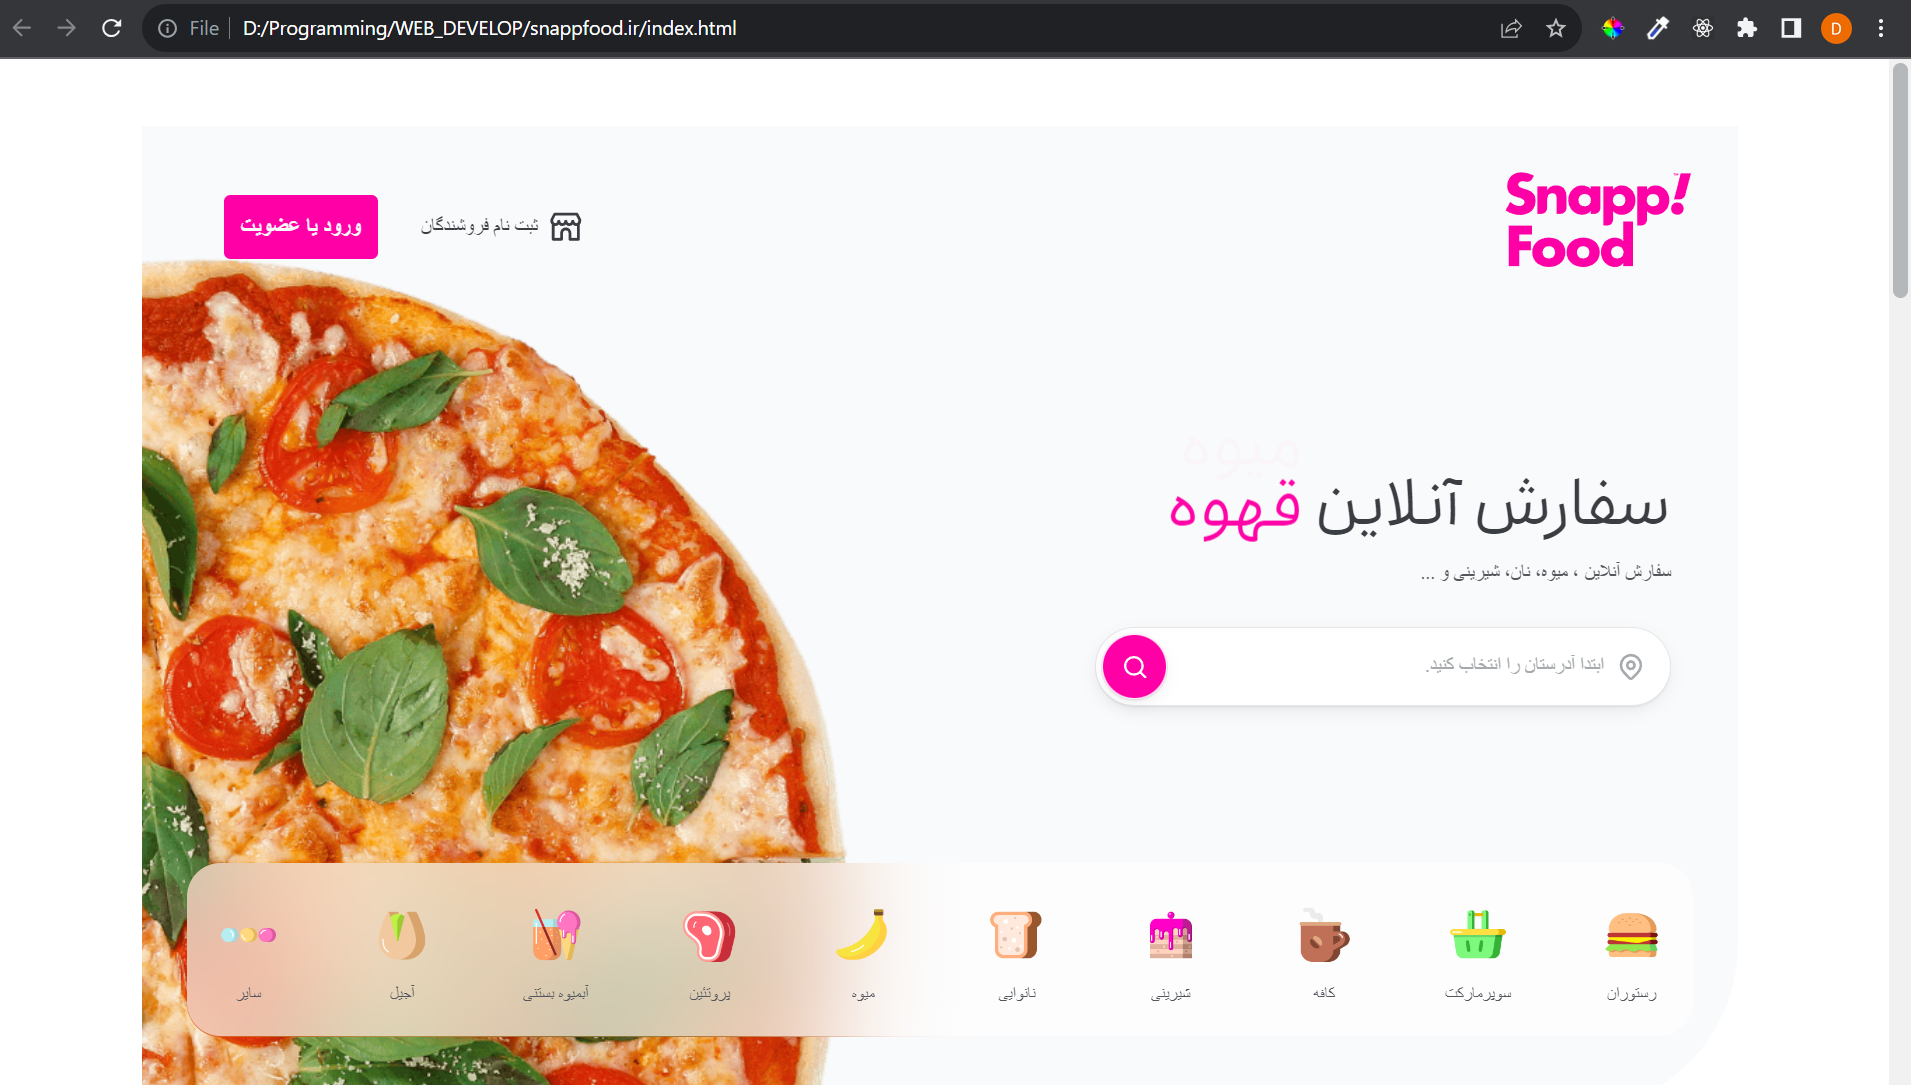 File
D:/Programming/WEB_DEVELOP/snappfood.ir/index.html
D
Snapp!
Food
ثبت نام فروشندگان
ورود یا عضویت
میوه
سفارش آنلاین قهوه
سفارش آنلاین ، میوه، نان، شیرینی و ...
ابتدا آدرستان را انتخاب کنید.
رستوران
سوپرمارکت
کافه
شیرینی
نانوایی
میوه
پروتئین
آبمیوه بستنی
آجیل
سایر